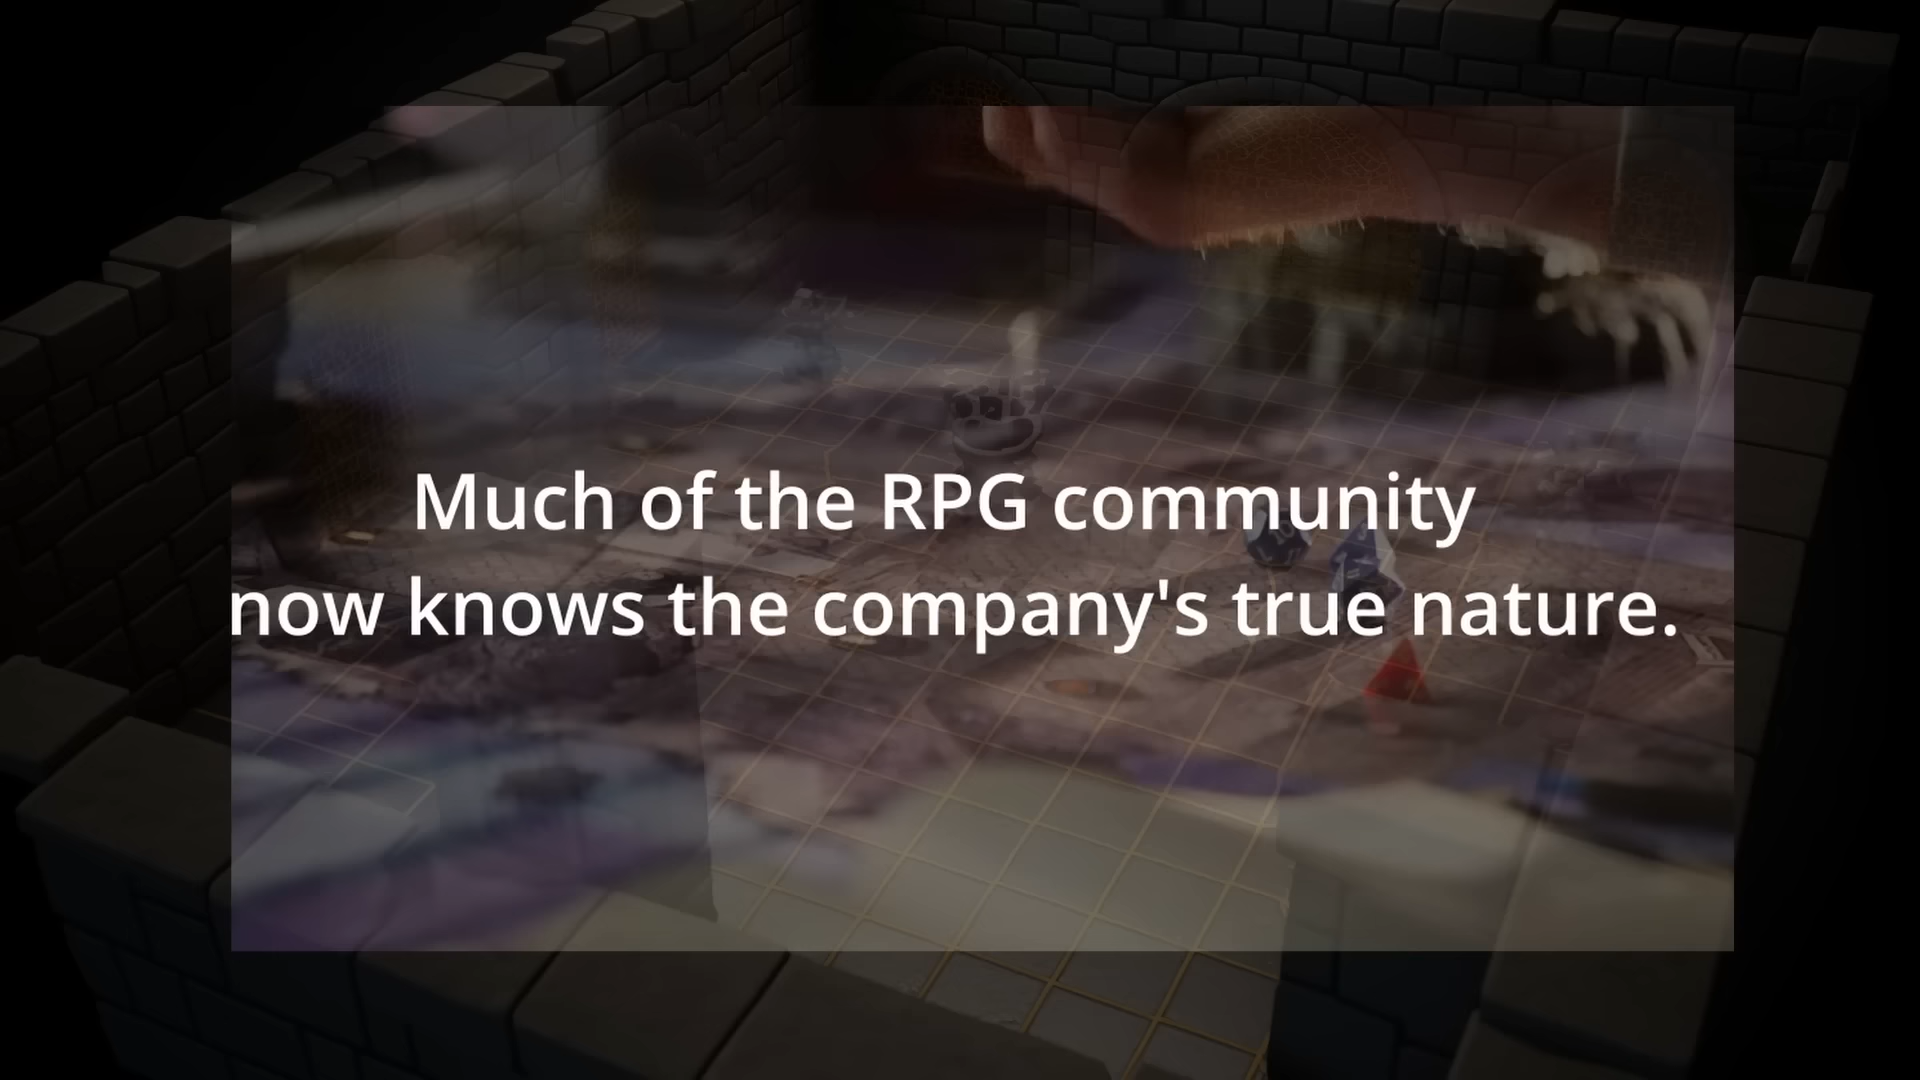 Much of the RPG community
now knows the company's true nature.